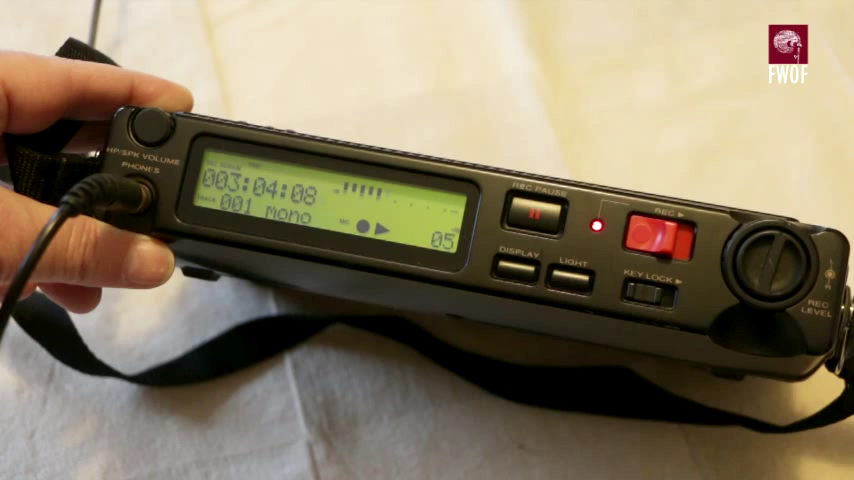 FWOF
HP/SPK VOLUME
PHONES
003:04:08
001 mono
05
REC PAUSE
REC ▶
DISPLAY
LIGHT
KEY LOCK ▶
REC
LEVEL